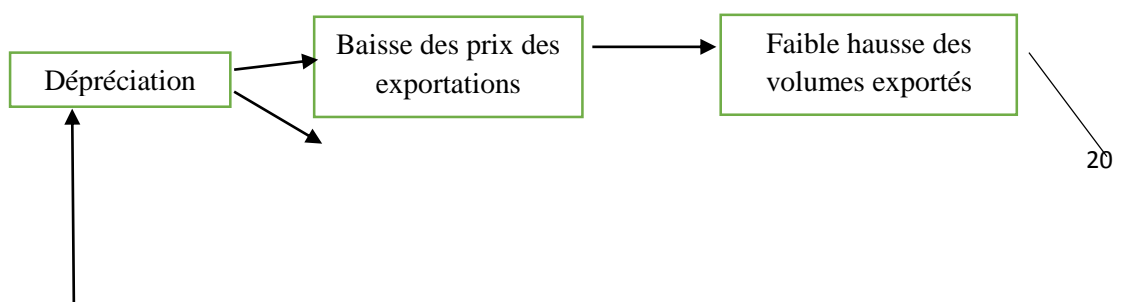 Dépréciation
Baisse des prix des
exportations
Faible hausse des
volumes exportés
20